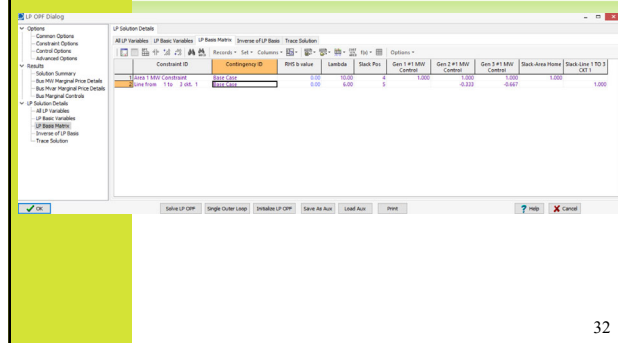 LP OPF Dialog
Options
Common Options
Constraint Options
Control Options
Advanced Options
Results
Solution Summary
Bus MW Marginal Price Details
Bus Mvar Marginal Price Details
Bus Marginal Controls
LP Solution Details
All LP Variables
LP Basic Variables
LP Basis Matrix
Inverse of LP Basis
Trace Solution
LP Solution Details
All LP Variables LP Basic Variables LP Basis Matrix Inverse of LP Basis Trace Solution
Records Set Columns f(x) Options
Constraint ID Contingency ID RHS b value Lambda Slack Pos Gen 1 #1 MW Control Gen 2 #1 MW Control Gen 3 #1 MW Control Slack-Area Home Slack-Line 1 TO 3 CKT 1
1 Area 1 MW Constraint Base Case 0.00 10.00 4 1.000 1.000 1.000 1.000
2 Line from 1 to 3 ckt. 1 Base Case 0.00 6.00 5 -0.333 -0.667 1.000
OK Solve LP OPF Single Outer Loop Initialize LP OPF Save As Aux Load Aux Print ? Help Cancel
32